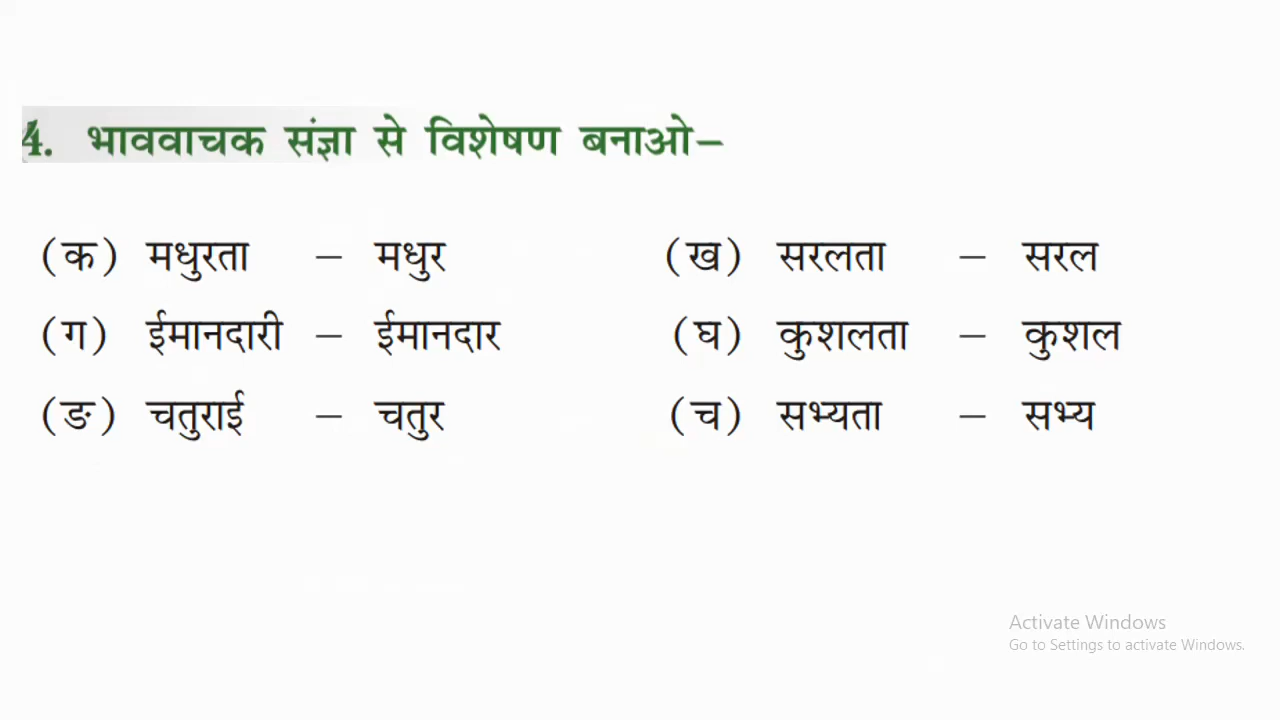 4. भाववाचक संज्ञा से विशेषण बनाओ–
(क) मधुरता – मधुर (ख) सरलता – सरल
(ग) ईमानदारी – ईमानदार (घ) कुशलता – कुशल
(ङ) चतुराई – चतुर (च) सभ्यता – सभ्य
Activate Windows
Go to Settings to activate Windows.